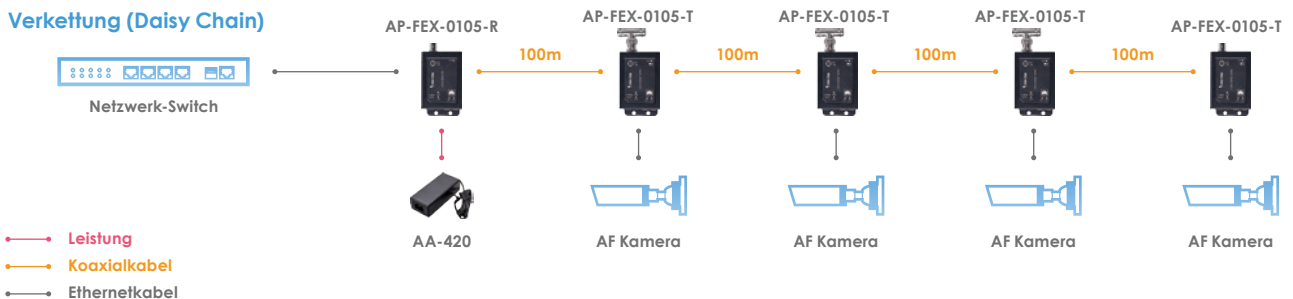 Verkettung (Daisy Chain)
AP-FEX-0105-R
AP-FEX-0105-T
AP-FEX-0105-T
AP-FEX-0105-T
AP-FEX-0105-T
100m
100m
100m
100m
Netzwerk-Switch
AA-420
AF Kamera
AF Kamera
AF Kamera
AF Kamera
Leistung
Koaxialkabel
Ethernetkabel